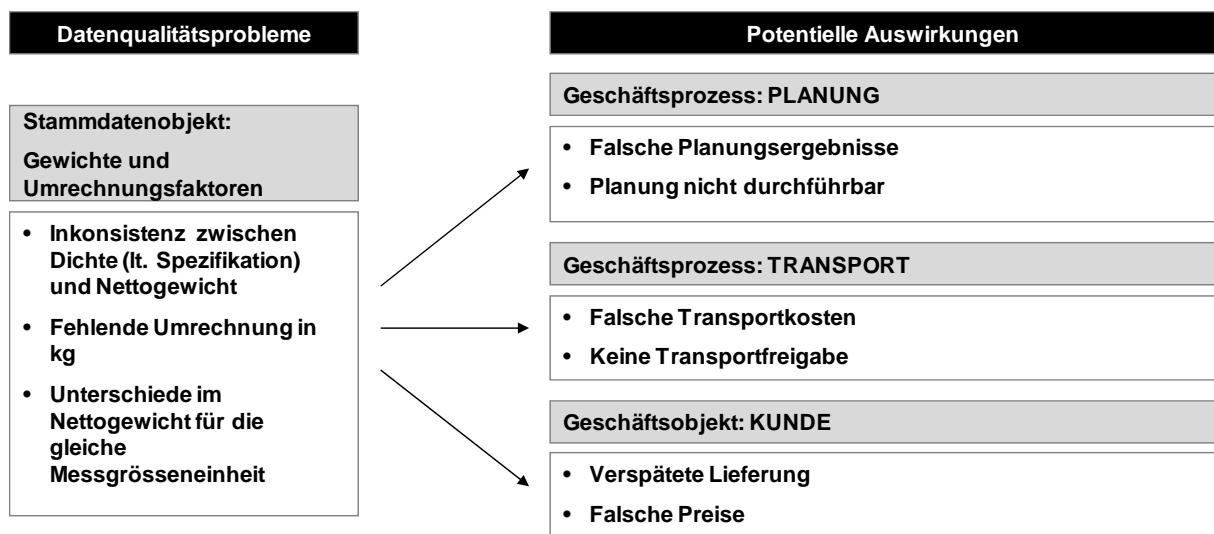 Datenqualitätsprobleme
Stammdatenobjekt:
Gewichte und
Umrechnungsfaktoren
• Inkonsistenz zwischen
Dichte (lt. Spezifikation)
und Nettogewicht
• Fehlende Umrechnung in
kg
• Unterschiede im
Nettogewicht für die
gleiche
Messgrösseneinheit
Potentielle Auswirkungen
Geschäftsprozess: PLANUNG
• Falsche Planungsergebnisse
• Planung nicht durchführbar
Geschäftsprozess: TRANSPORT
• Falsche Transportkosten
• Keine Transportfreigabe
Geschäftsobjekt: KUNDE
• Verspätete Lieferung
• Falsche Preise